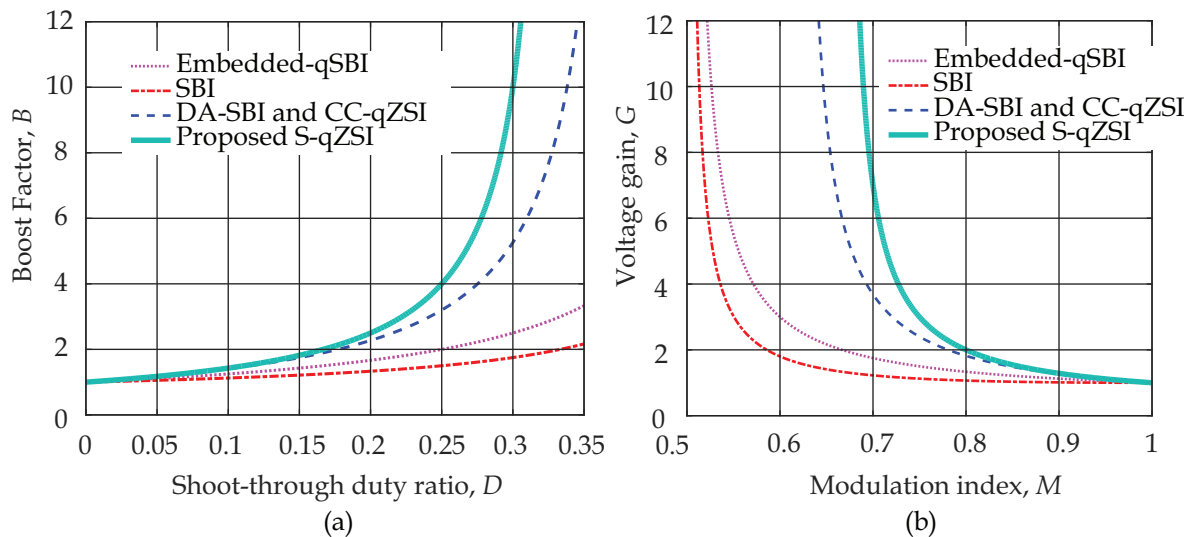 12
10
8
6
4
2
0
Boost Factor, B
Embedded-qSBI
SBI
DA-SBI and CC-qZSI
Proposed S-qZSI
0 0.05 0.1 0.15 0.2 0.25 0.3 0.35
Shoot-through duty ratio, D
(a)
12
10
8
6
4
2
0
Voltage gain, G
Embedded-qSBI
SBI
DA-SBI and CC-qZSI
Proposed S-qZSI
0.5 0.6 0.7 0.8 0.9 1
Modulation index, M
(b)